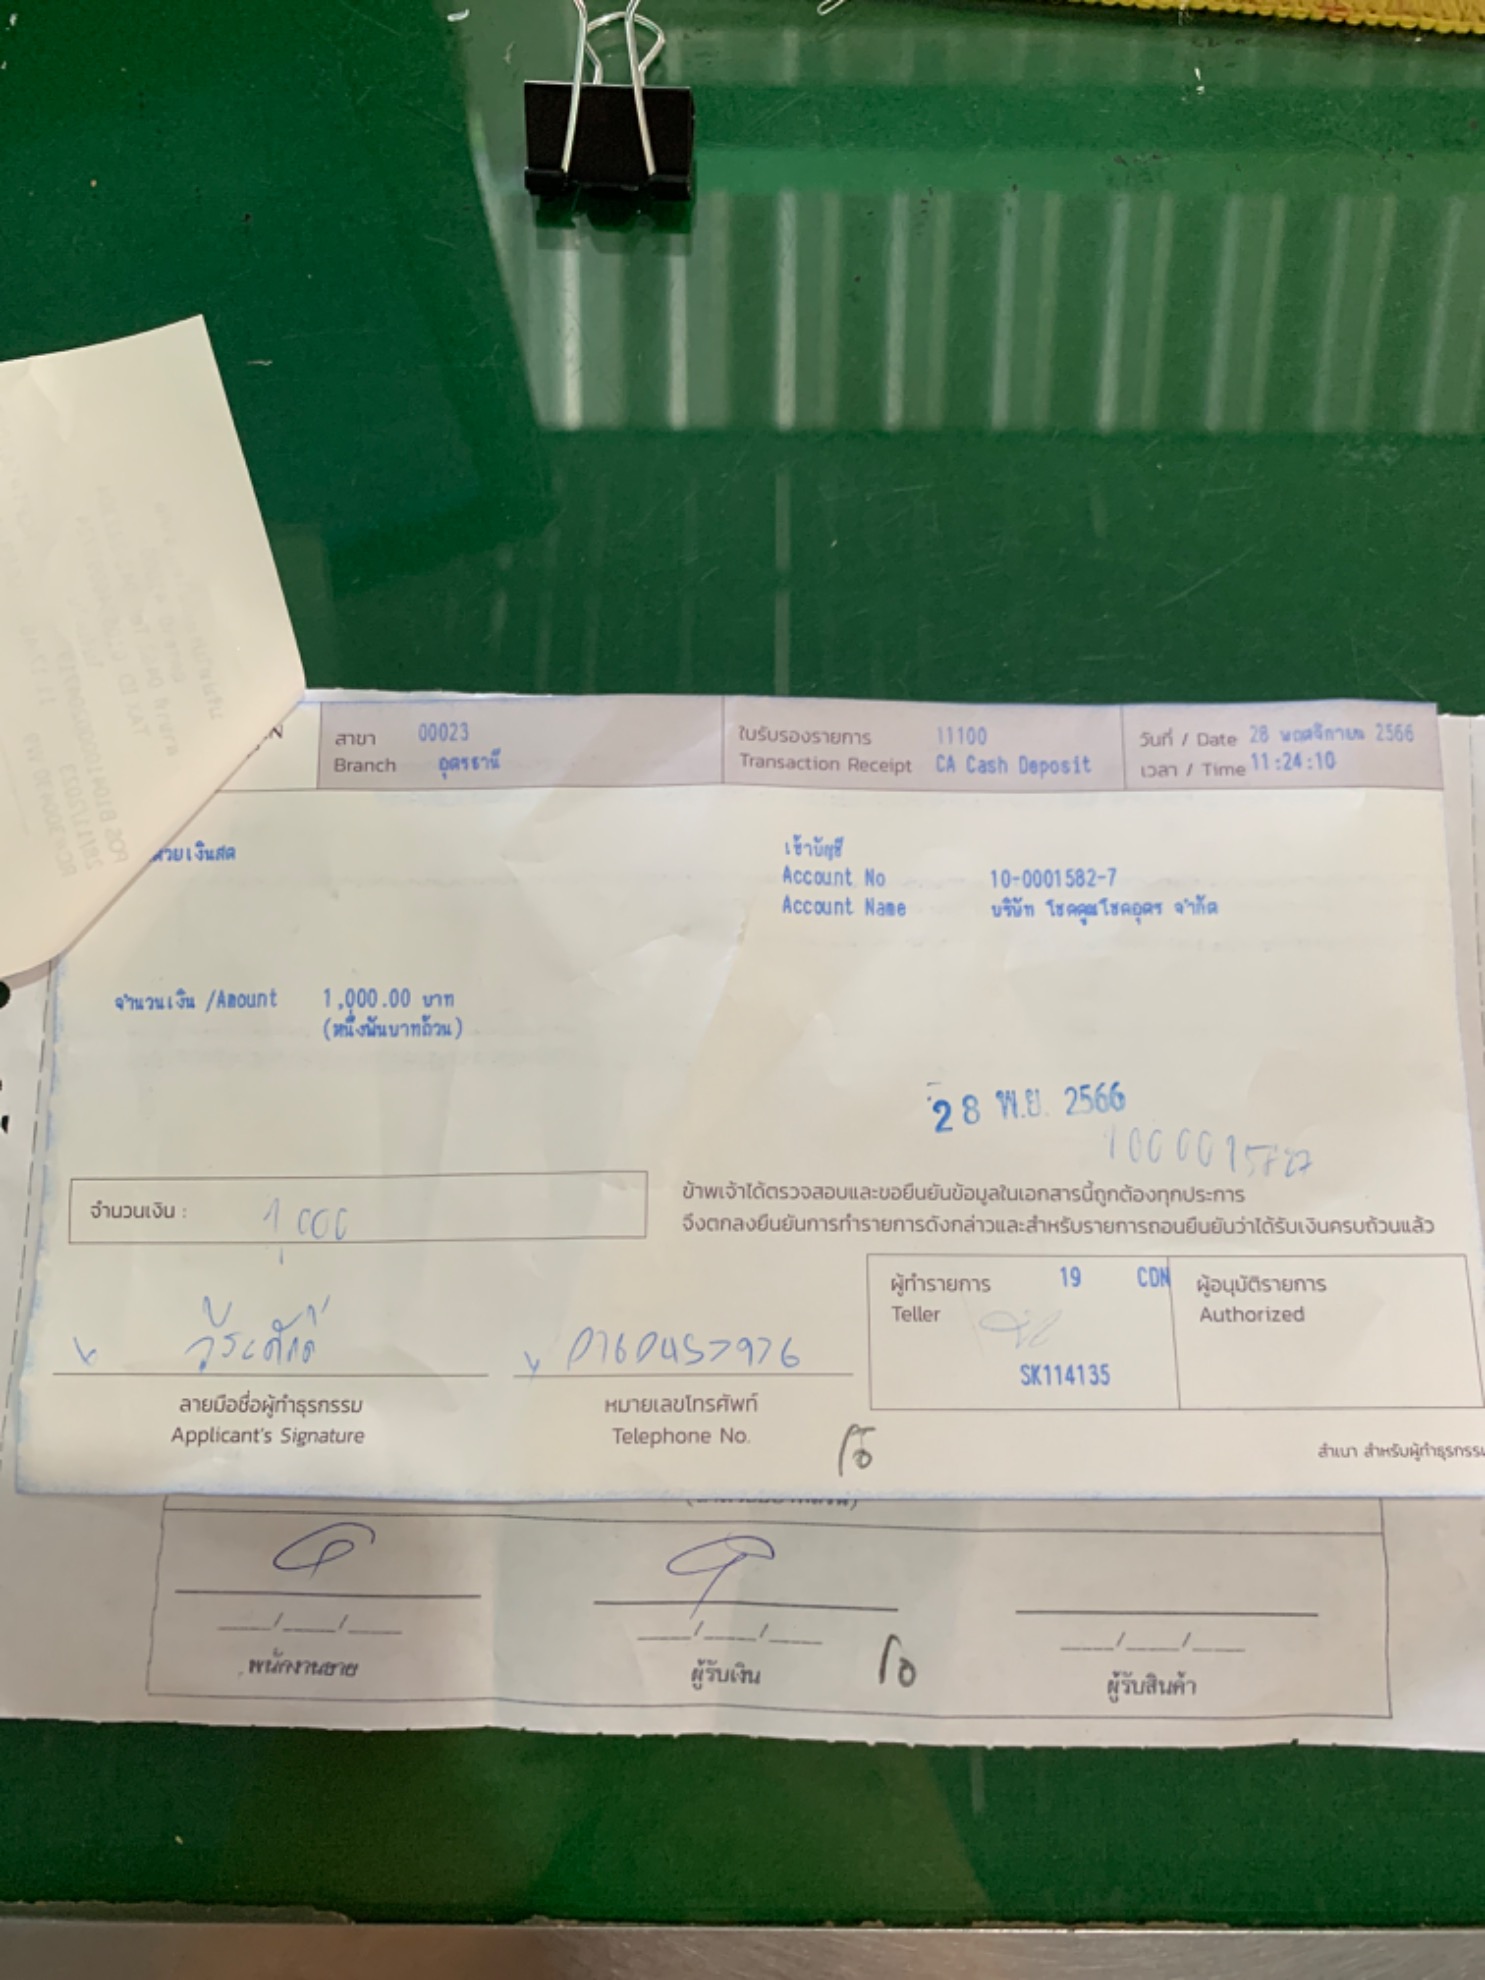 สาขา 00023
Branch อุดรธานี
ใบรับรองรายการ 11100
Transaction Receipt CA Cash Deposit
วันที่ / Date 28 พฤศจิกายน 2566
เวลา / Time 11:24:10
ด้วยเงินสด
เข้าบัญชี
Account No 10-0001582-7
Account Name บริษัท โชคคูณโชคอุดร จำกัด
จำนวนเงิน /Amount 1,000.00 บาท
(หนึ่งพันบาทถ้วน)
28 พ.ย. 2566
1000015827
จำนวนเงิน : 1,000
ข้าพเจ้าได้ตรวจสอบและขอยืนยันข้อมูลในเอกสารนี้ถูกต้องทุกประการ
จึงตกลงยืนยันการทำรายการดังกล่าวและสำหรับรายการถอนยืนยันว่าได้รับเงินครบถ้วนแล้ว
ผู้ทำรายการ 19 CDN
Teller
SK114135
ผู้อนุมัติรายการ
Authorized
วีระศักดิ์
ลายมือชื่อผู้ทำธุรกรรม
Applicant's Signature
หมายเลขโทรศัพท์
Telephone No.
สำเนา สำหรับผู้ทำธุรกรรม
พนักงานขาย
ผู้รับเงิน
ผู้รับสินค้า